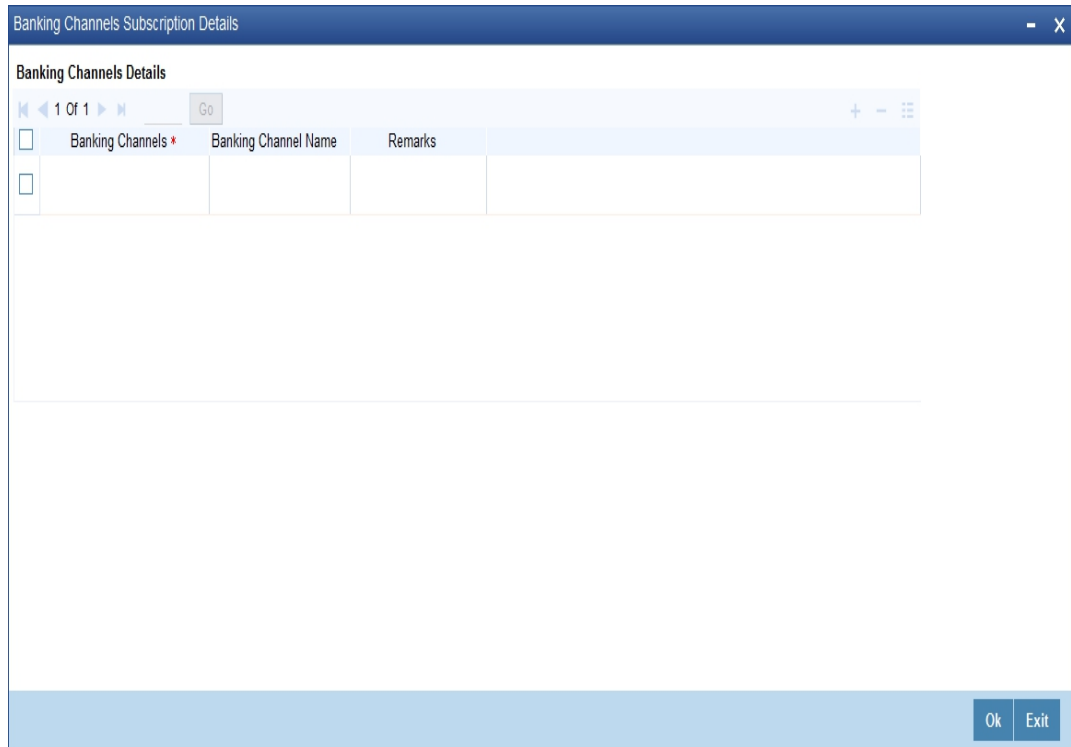 Banking Channels Subscription Details
Banking Channels Details
1 Of 1 Go
Banking Channels * Banking Channel Name Remarks
Ok Exit